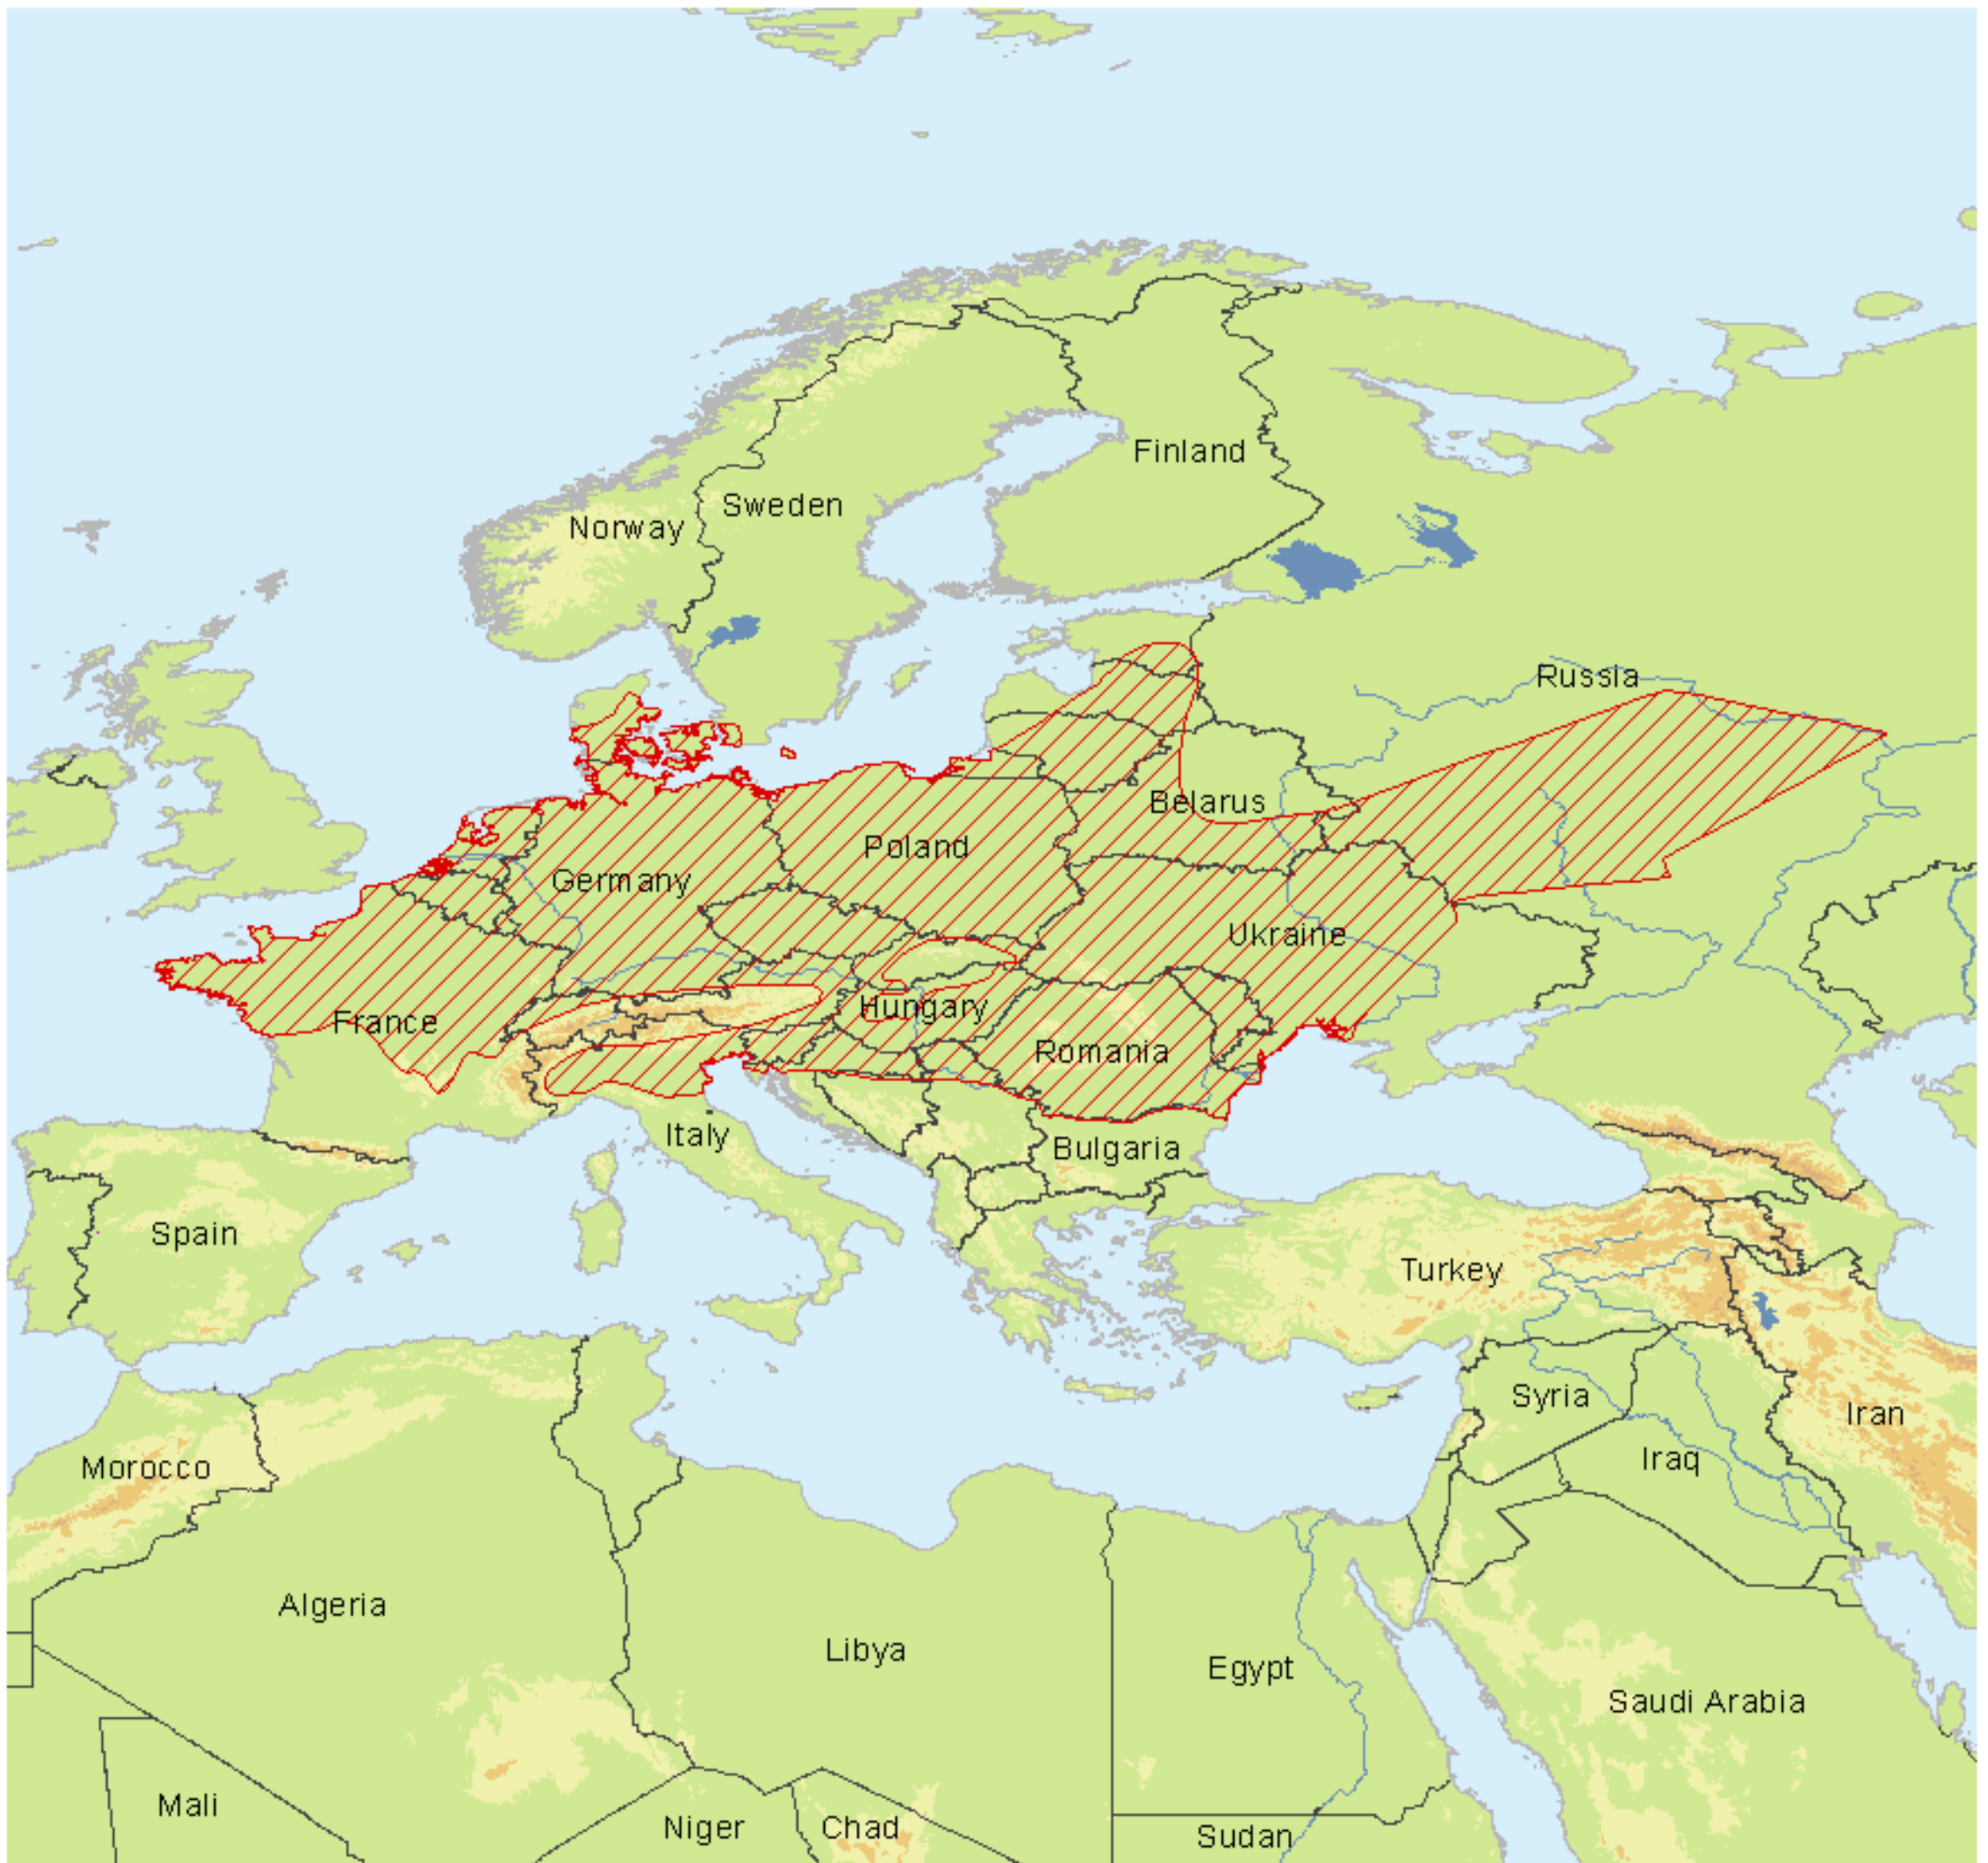 Finland
Sweden
Norway
Russia
Belarus
Poland
Germany
Ukraine
Hungary
France
Romania
Italy
Bulgaria
Spain
Turkey
Syria
Iran
Iraq
Morocco
Algeria
Libya
Egypt
Saudi Arabia
Mali
Niger
Chad
Sudan